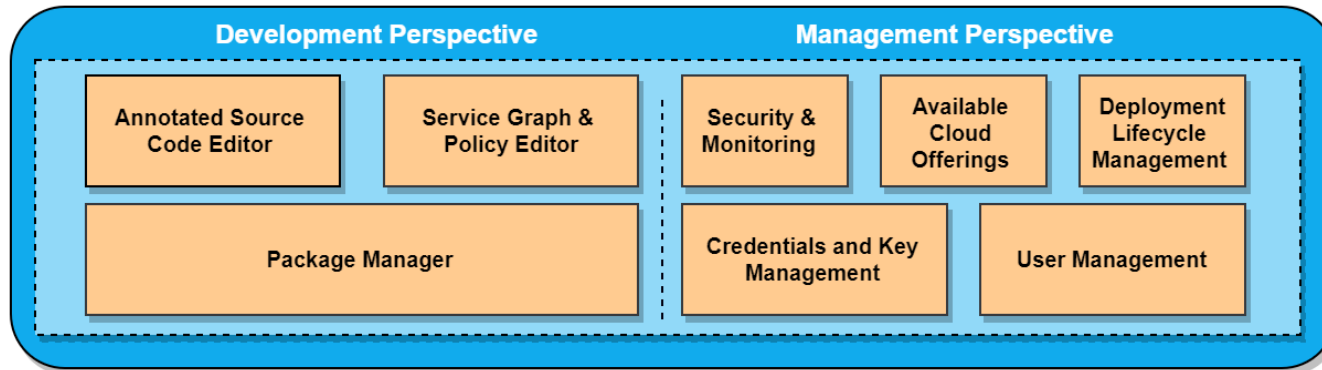 Development Perspective
Management Perspective
Annotated Source
Code Editor
Service Graph &
Policy Editor
Security &
Monitoring
Available
Cloud
Offerings
Deployment
Lifecycle
Management
Package Manager
Credentials and Key
Management
User Management